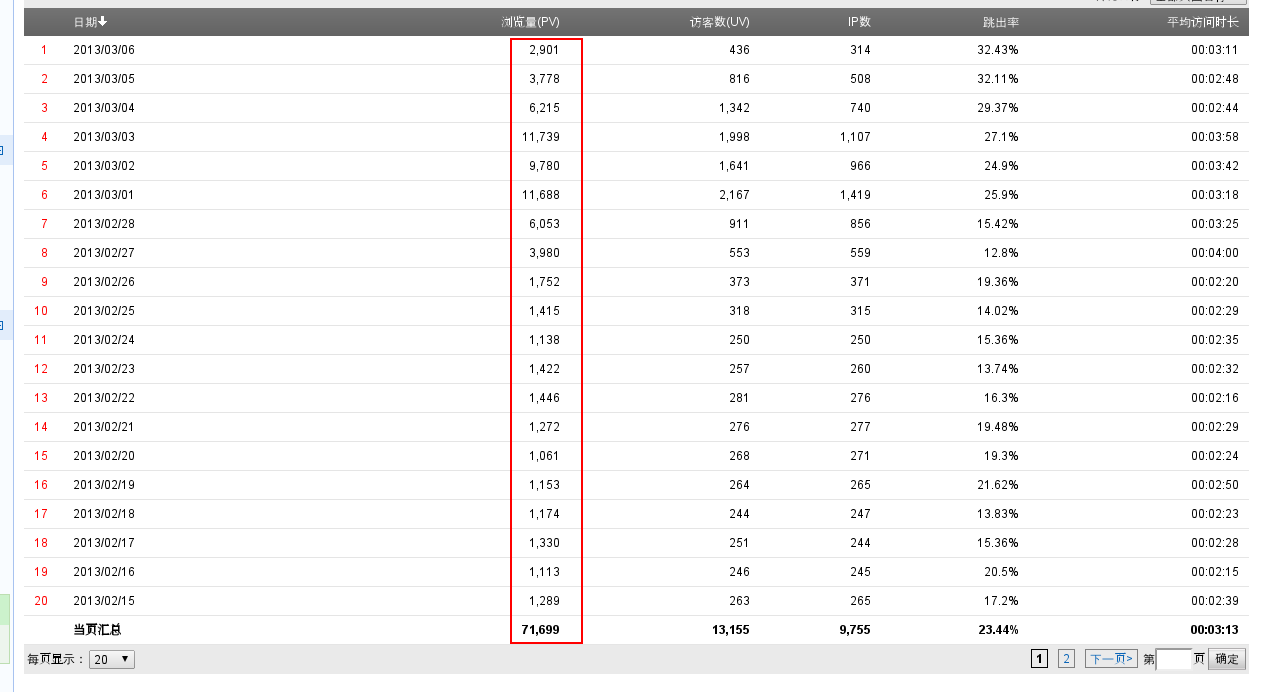 日期 浏览量(PV) 访客数(UV) IP数 跳出率 平均访问时长
1 2013/03/06 2,901 436 314 32.43% 00:03:11
2 2013/03/05 3,778 816 508 32.11% 00:02:48
3 2013/03/04 6,215 1,342 740 29.37% 00:02:44
4 2013/03/03 11,739 1,998 1,107 27.1% 00:03:58
5 2013/03/02 9,780 1,641 966 24.9% 00:03:42
6 2013/03/01 11,688 2,167 1,419 25.9% 00:03:18
7 2013/02/28 6,053 911 856 15.42% 00:03:25
8 2013/02/27 3,980 553 559 12.8% 00:04:00
9 2013/02/26 1,752 373 371 19.36% 00:02:20
10 2013/02/25 1,415 318 315 14.02% 00:02:29
11 2013/02/24 1,138 250 250 15.36% 00:02:35
12 2013/02/23 1,422 257 260 13.74% 00:02:32
13 2013/02/22 1,446 281 276 16.3% 00:02:16
14 2013/02/21 1,272 276 277 19.48% 00:02:29
15 2013/02/20 1,061 268 271 19.3% 00:02:24
16 2013/02/19 1,153 264 265 21.62% 00:02:50
17 2013/02/18 1,174 244 247 13.83% 00:02:23
18 2013/02/17 1,330 251 244 15.36% 00:02:28
19 2013/02/16 1,113 246 245 20.5% 00:02:15
20 2013/02/15 1,289 263 265 17.2% 00:02:39
当页汇总 71,699 13,155 9,755 23.44% 00:03:13
每页显示： 20 1 2 下一页> 第 页 确定